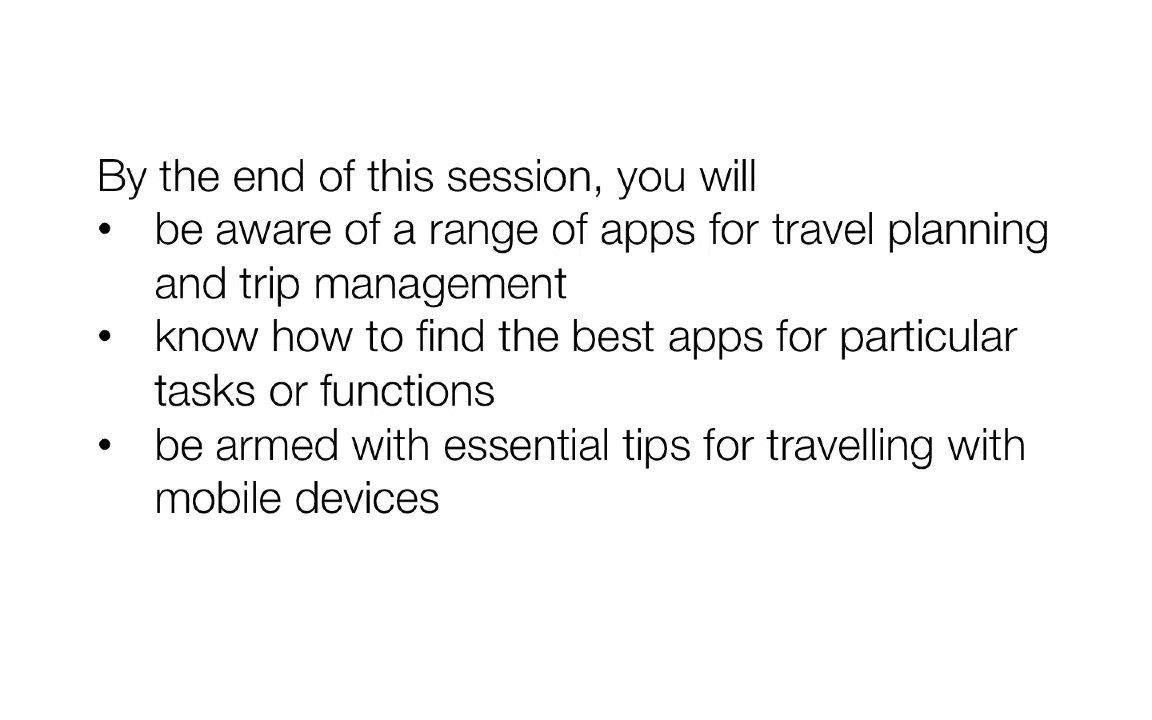 By the end of this session, you will
• be aware of a range of apps for travel planning
and trip management
• know how to find the best apps for particular
tasks or functions
• be armed with essential tips for travelling with
mobile devices